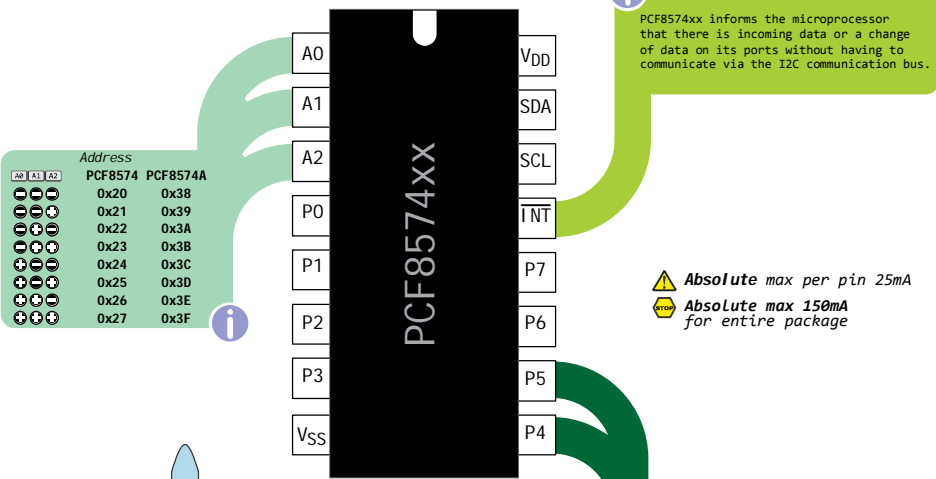 PCF8574xx informs the microprocessor
that there is incoming data or a change
of data on its ports without having to
communicate via the I2C communication bus.
A0
A1
A2
P0
P1
P2
P3
VSS
PCF8574xx
VDD
SDA
SCL
INT
P7
P6
P5
P4
Address
A0 A1 A2 PCF8574 PCF8574A
0x20 0x38
0x21 0x39
0x22 0x3A
0x23 0x3B
0x24 0x3C
0x25 0x3D
0x26 0x3E
0x27 0x3F
i
Absolute max per pin 25mA
STOP
Absolute max 150mA
for entire package